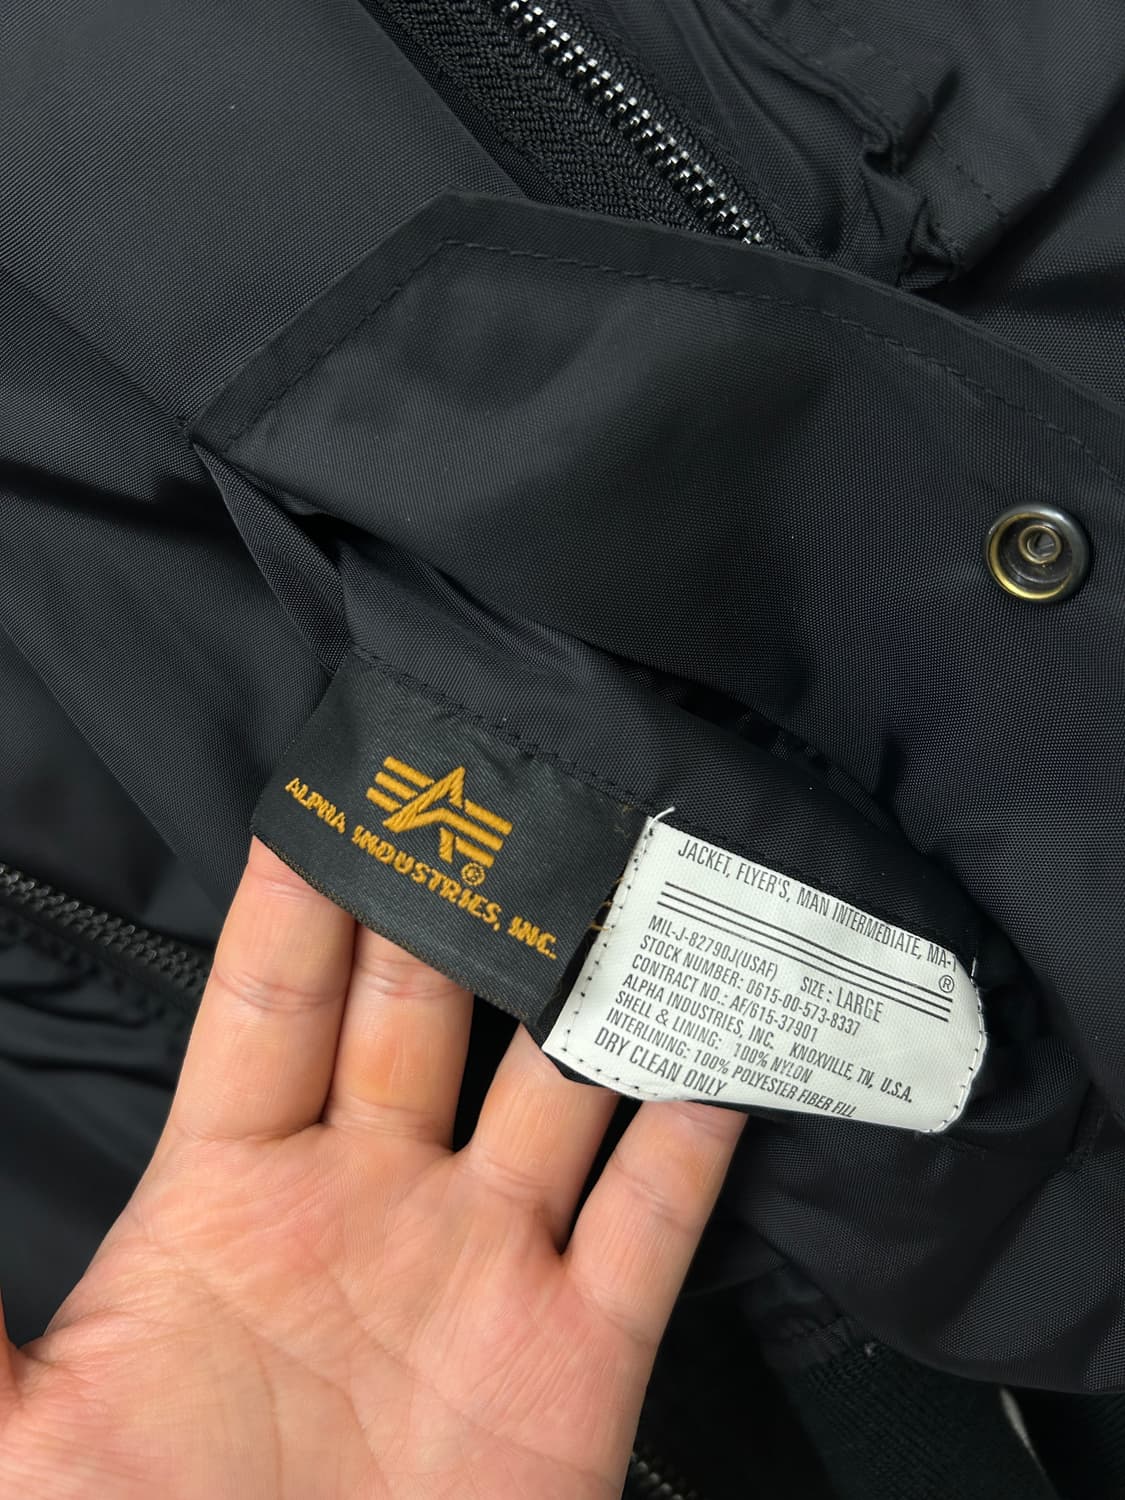 ALPHA INDUSTRIES, INC.
JACKET, FLYER'S, MAN INTERMEDIATE, MA-1
®
MIL-J-82790J(USAF) SIZE: LARGE
STOCK NUMBER: 0615-00-573-8337
CONTRACT NO.: AF/615-37901
ALPHA INDUSTRIES, INC. KNOXVILLE, TN, U.S.A.
SHELL & LINING: 100% NYLON
INTERLINING: 100% POLYESTER FIBER FILL
DRY CLEAN ONLY